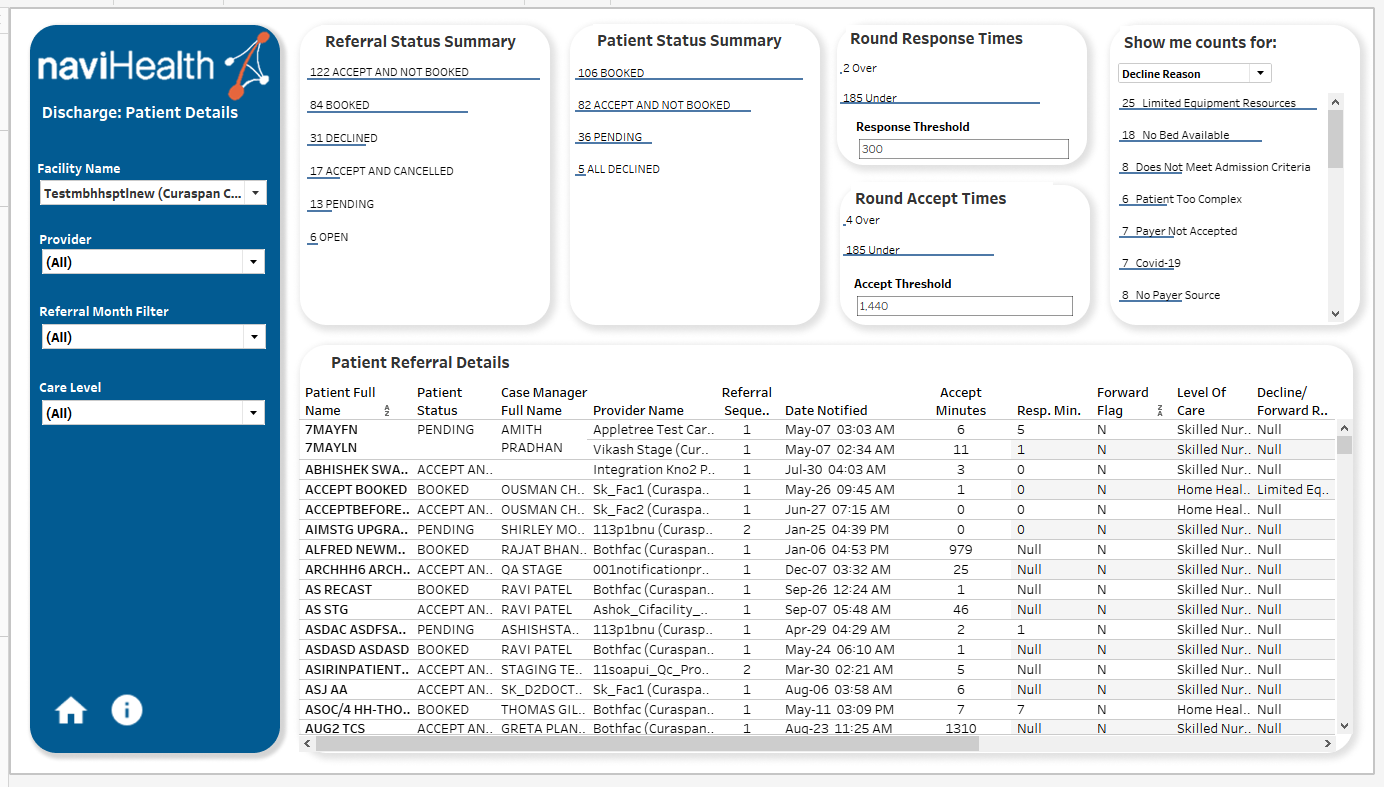 naviHealth
Discharge: Patient Details
Facility Name
Testmbhhsptlnew (Curaspan C...
Provider
(All)
Referral Month Filter
(All)
Care Level
(All)
Referral Status Summary
122 ACCEPT AND NOT BOOKED
84 BOOKED
31 DECLINED
17 ACCEPT AND CANCELLED
13 PENDING
6 OPEN
Patient Status Summary
106 BOOKED
82 ACCEPT AND NOT BOOKED
36 PENDING
5 ALL DECLINED
Round Response Times
2 Over
185 Under
Response Threshold
300
Round Accept Times
4 Over
185 Under
Accept Threshold
1,440
Show me counts for:
Decline Reason
25 Limited Equipment Resources
18 No Bed Available
8 Does Not Meet Admission Criteria
6 Patient Too Complex
7 Payer Not Accepted
7 Covid-19
8 No Payer Source
Patient Referral Details
Patient Full Patient Case Manager Referral Accept Forward Level Of Decline/
Name Status Full Name Provider Name Seque.. Date Notified Minutes Resp. Min. Flag Care Forward R..
7MAYFN PENDING AMITH Appletree Test Car.. 1 May-07 03:03 AM 6 5 N Skilled Nur.. Null
7MAYLN PRADHAN Vikash Stage (Cur.. 1 May-07 02:34 AM 11 1 N Skilled Nur.. Null
ABHISHEK SWA.. ACCEPT AN.. Integration Kno2 P.. 1 Jul-30 04:03 AM 3 0 N Skilled Nur.. Null
ACCEPT BOOKED BOOKED OUSMAN CH.. Sk_Fac1 (Curaspa.. 1 May-26 09:45 AM 1 0 N Home Heal.. Limited Eq..
ACCEPTBEFORE.. ACCEPT AN.. OUSMAN CH.. Sk_Fac2 (Curaspa.. 1 Jun-27 07:15 AM 0 0 N Home Heal.. Null
AIMSTG UPGRA.. PENDING SHIRLEY MO.. 113p1bnu (Curasp.. 2 Jan-25 04:39 PM 0 0 N Skilled Nur.. Null
ALFRED NEWM.. BOOKED RAJAT BHAN.. Bothfac (Curaspan.. 1 Jan-06 04:53 PM 979 Null N Skilled Nur.. Null
ARCHHH6 ARCH.. ACCEPT AN.. QA STAGE 001notificationpr.. 1 Dec-07 03:32 AM 25 Null N Skilled Nur.. Null
AS RECAST BOOKED RAVI PATEL Bothfac (Curaspan.. 1 Sep-26 12:24 AM 1 Null N Skilled Nur.. Null
AS STG ACCEPT AN.. RAVI PATEL Ashok_Cifacility_.. 1 Sep-07 05:48 AM 46 Null N Skilled Nur.. Null
ASDAC ASDFSA.. PENDING ASHISHSTA.. 113p1bnu (Curasp.. 1 Apr-29 04:29 AM 2 1 N Skilled Nur.. Null
ASDASD ASDASD BOOKED RAVI PATEL Bothfac (Curaspan.. 1 May-24 06:10 AM 1 Null N Skilled Nur.. Null
ASIRINPATIENT.. ACCEPT AN.. STAGING TE.. 11soapui_Qc_Pro.. 2 Mar-30 02:21 AM 5 Null N Skilled Nur.. Null
ASJ AA ACCEPT AN.. SK_D2DOCT.. Sk_Fac1 (Curaspa.. 1 Aug-06 03:58 AM 6 Null N Skilled Nur.. Null
ASOC/4 HH-THO.. BOOKED THOMAS GIL.. Bothfac (Curaspan.. 1 May-11 03:09 PM 7 7 N Home Heal.. Null
AUG2 TCS ACCEPT AN.. GRETA PLAN.. Bothfac (Curaspan.. 1 Aug-23 11:25 AM 1310 Null N Skilled Nur.. Null